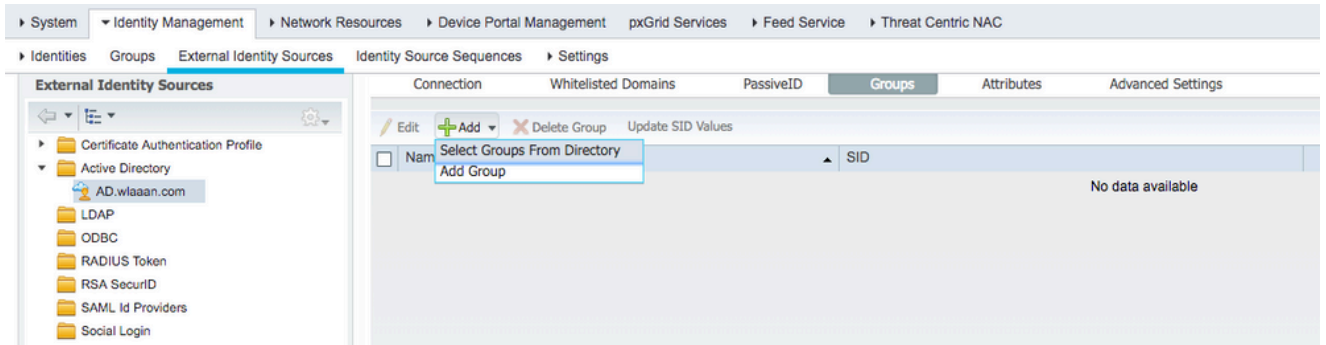 System Identity Management Network Resources Device Portal Management pxGrid Services Feed Service Threat Centric NAC
Identities Groups External Identity Sources Identity Source Sequences Settings
External Identity Sources
Certificate Authentication Profile
Active Directory
AD.wlaaan.com
LDAP
ODBC
RADIUS Token
RSA SecurID
SAML Id Providers
Social Login
Connection Whitelisted Domains PassiveID Groups Attributes Advanced Settings
Edit Add Delete Group Update SID Values
Select Groups From Directory
Add Group
Nam SID
No data available